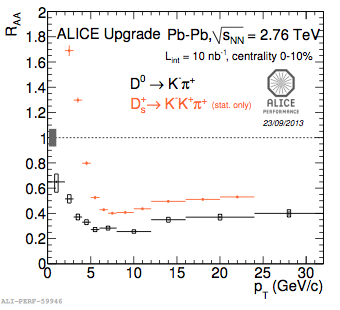 R_AA
2
1.8
1.6
1.4
1.2
1
0.8
0.6
0.4
0.2
0
ALICE Upgrade Pb-Pb, √s_NN = 2.76 TeV
L_int = 10 nb⁻¹, centrality 0-10%
D⁰ → K⁻π⁺
D_s⁺ → K⁻K⁺π⁺ (stat. only)
ALICE
PERFORMANCE
23/09/2013
0 5 10 15 20 25 30
p_T (GeV/c)
ALI-PERF-59946